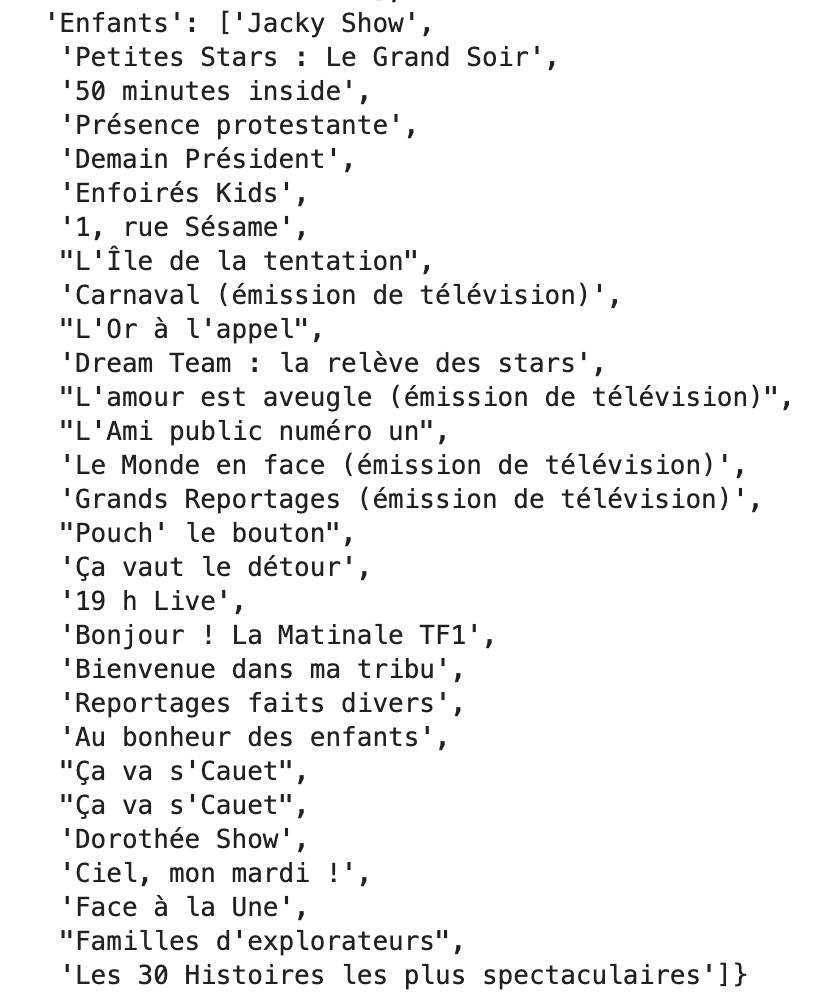 'Enfants': ['Jacky Show',
'Petites Stars : Le Grand Soir',
'50 minutes inside',
'Présence protestante',
'Demain Président',
'Enfoirés Kids',
'1, rue Sésame',
"L'Île de la tentation",
'Carnaval (émission de télévision)',
"L'Or à l'appel",
'Dream Team : la relève des stars',
"L'amour est aveugle (émission de télévision)",
"L'Ami public numéro un",
'Le Monde en face (émission de télévision)',
'Grands Reportages (émission de télévision)',
"Pouch' le bouton",
'Ça vaut le détour',
'19 h Live',
'Bonjour ! La Matinale TF1',
'Bienvenue dans ma tribu',
'Reportages faits divers',
'Au bonheur des enfants',
"Ça va s'Cauet",
"Ça va s'Cauet",
'Dorothée Show',
'Ciel, mon mardi !',
'Face à la Une',
"Familles d'explorateurs",
'Les 30 Histoires les plus spectaculaires']}